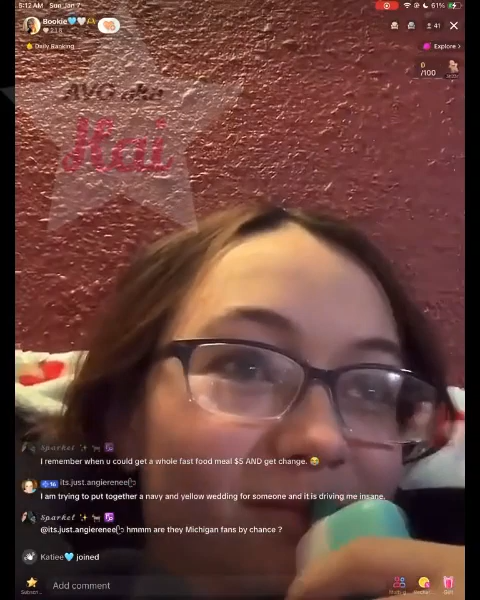 5:12 AM Sun Jan 7
61%
Bookie🩵🤍🫶
41
Daily Ranking
Explore >
0
/100
AVG aka
Hai
Sparkel
I remember when u could get a whole fast food meal $5 AND get change. 😂
16 its.just.angierenee
I am trying to put together a navy and yellow wedding for someone and it is driving me insane.
Sparkel
@its.just.angierenee hmmm are they Michigan fans by chance ?
Katiee🩵 joined
Add comment
Gift